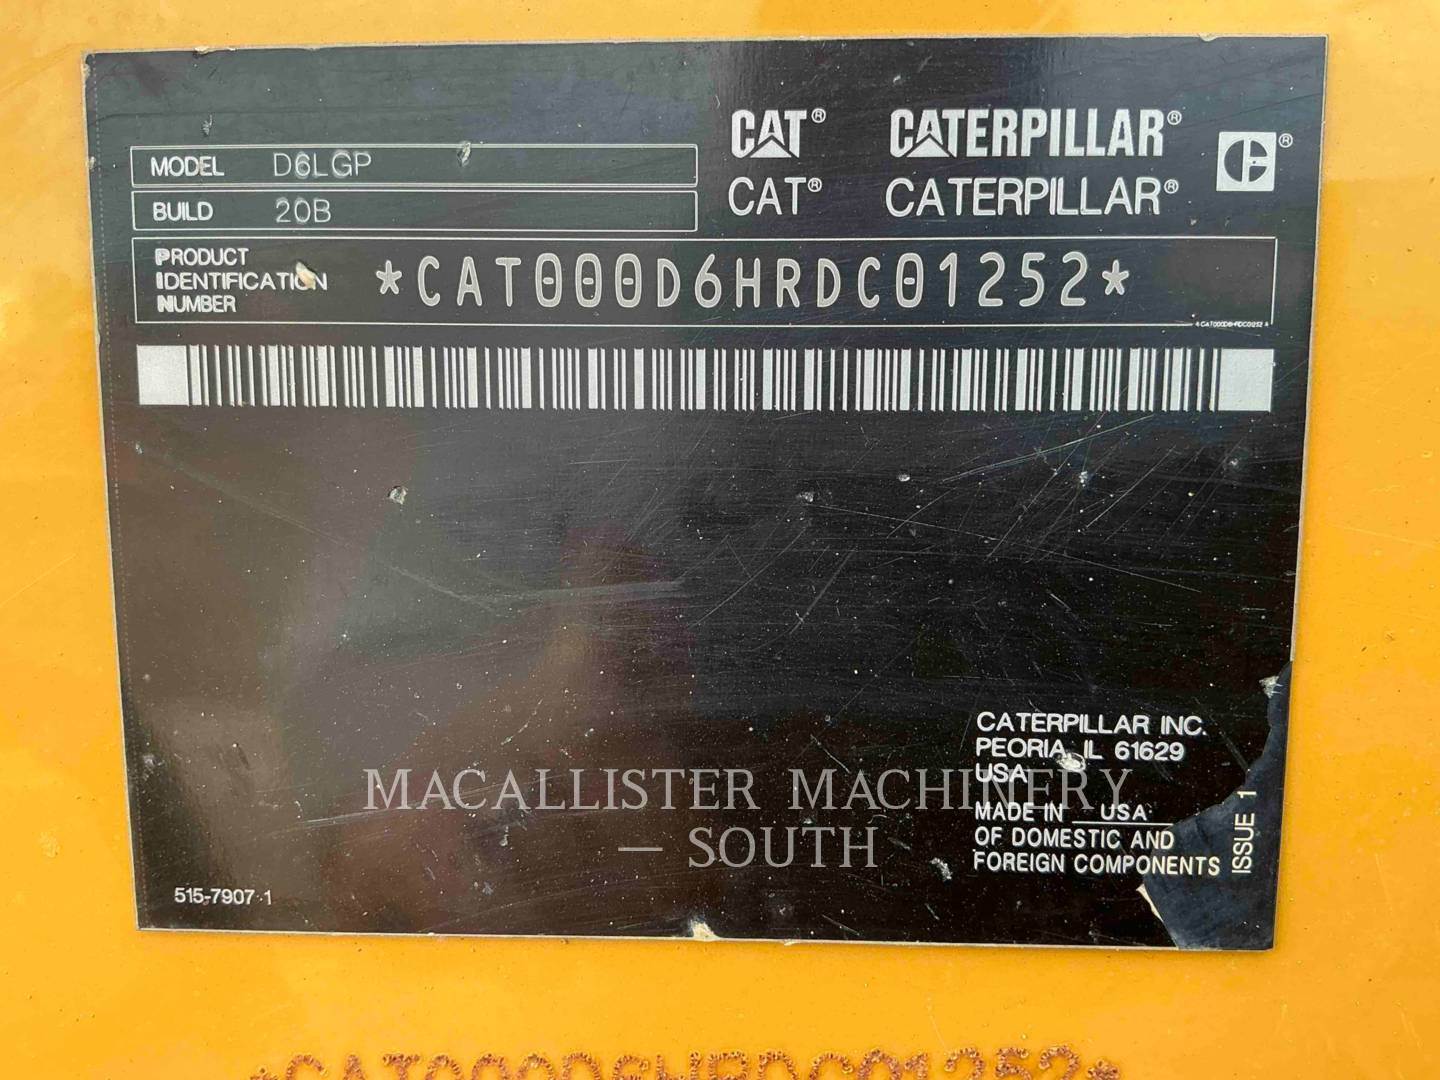 CAT® CATERPILLAR®
CAT® CATERPILLAR®
MODEL D6LGP
BUILD 20B
PRODUCT
IDENTIFICATION
NUMBER
*CAT000D6HRDC01252*
CATERPILLAR INC.
PEORIA, IL 61629
USA
MADE IN USA
OF DOMESTIC AND
FOREIGN COMPONENTS
ISSUE 1
MACALLISTER MACHINERY
— SOUTH
515-7907 1
*CAT000D6HRDC01252*